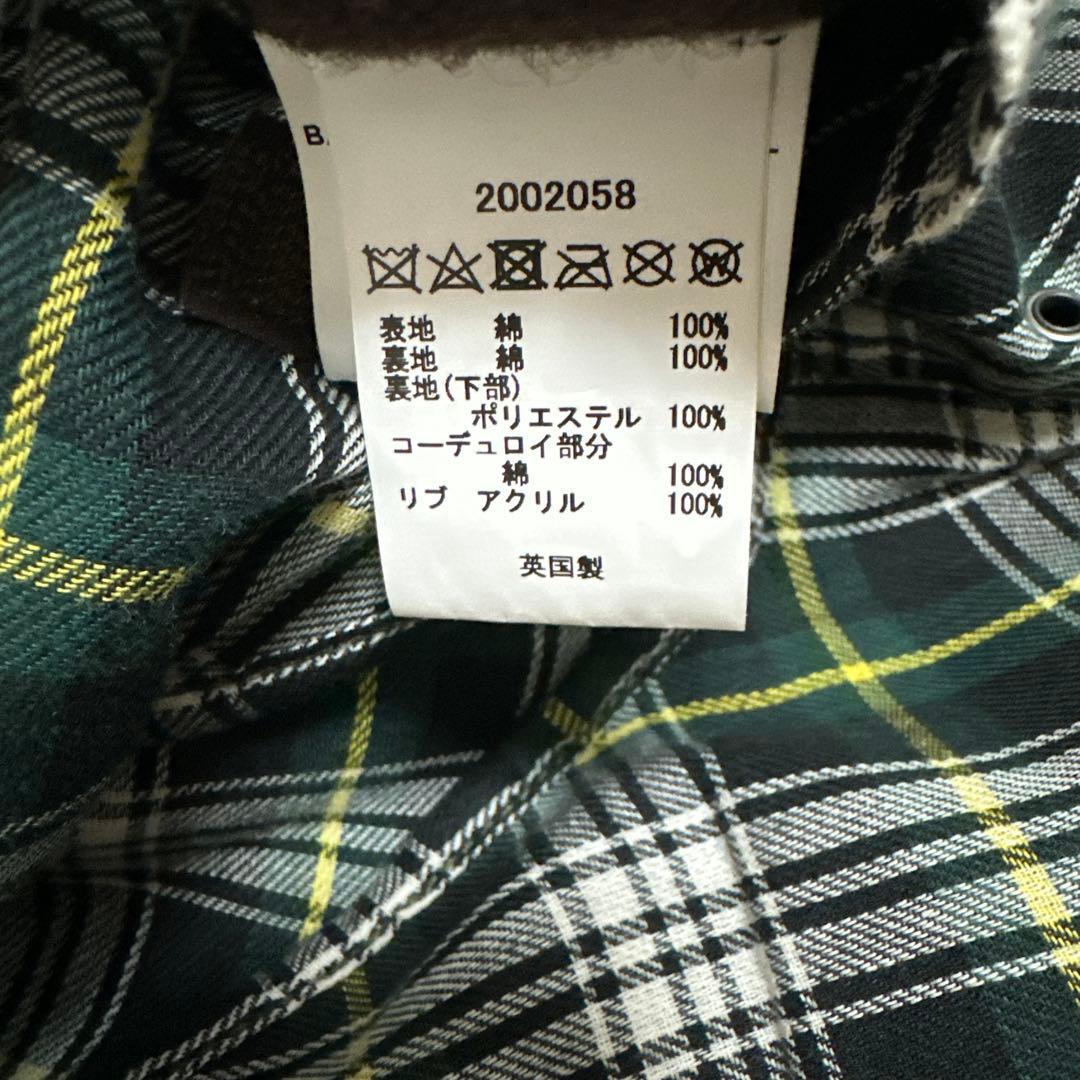 B.
2002058
表地 綿 100%
裏地 綿 100%
裏地(下部)
ポリエステル 100%
コーデュロイ部分
綿 100%
リブ アクリル 100%
英国製